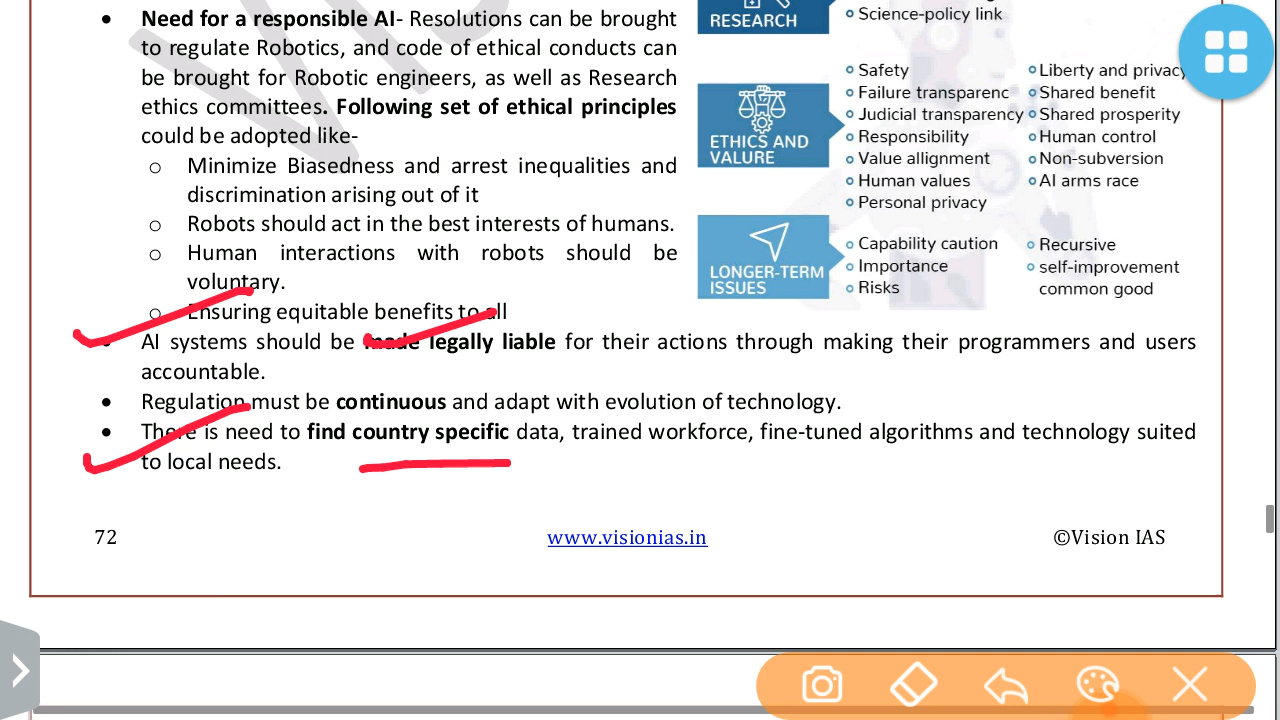 • Need for a responsible AI- Resolutions can be brought
to regulate Robotics, and code of ethical conducts can
be brought for Robotic engineers, as well as Research
ethics committees. Following set of ethical principles
could be adopted like-
o Minimize Biasedness and arrest inequalities and
discrimination arising out of it
o Robots should act in the best interests of humans.
o Human interactions with robots should be
voluntary.
o Ensuring equitable benefits to all
RESEARCH
Science-policy link
ETHICS AND
VALURE
Safety
Failure transparenc
Judicial transparency
Responsibility
Value allignment
Human values
Personal privacy
Liberty and privacy
Shared benefit
Shared prosperity
Human control
Non-subversion
AI arms race
LONGER-TERM
ISSUES
Capability caution
Importance
Risks
Recursive
self-improvement
common good
• AI systems should be made legally liable for their actions through making their programmers and users
accountable.
• Regulation must be continuous and adapt with evolution of technology.
• There is need to find country specific data, trained workforce, fine-tuned algorithms and technology suited
to local needs.
72 www.visionias.in ©Vision IAS